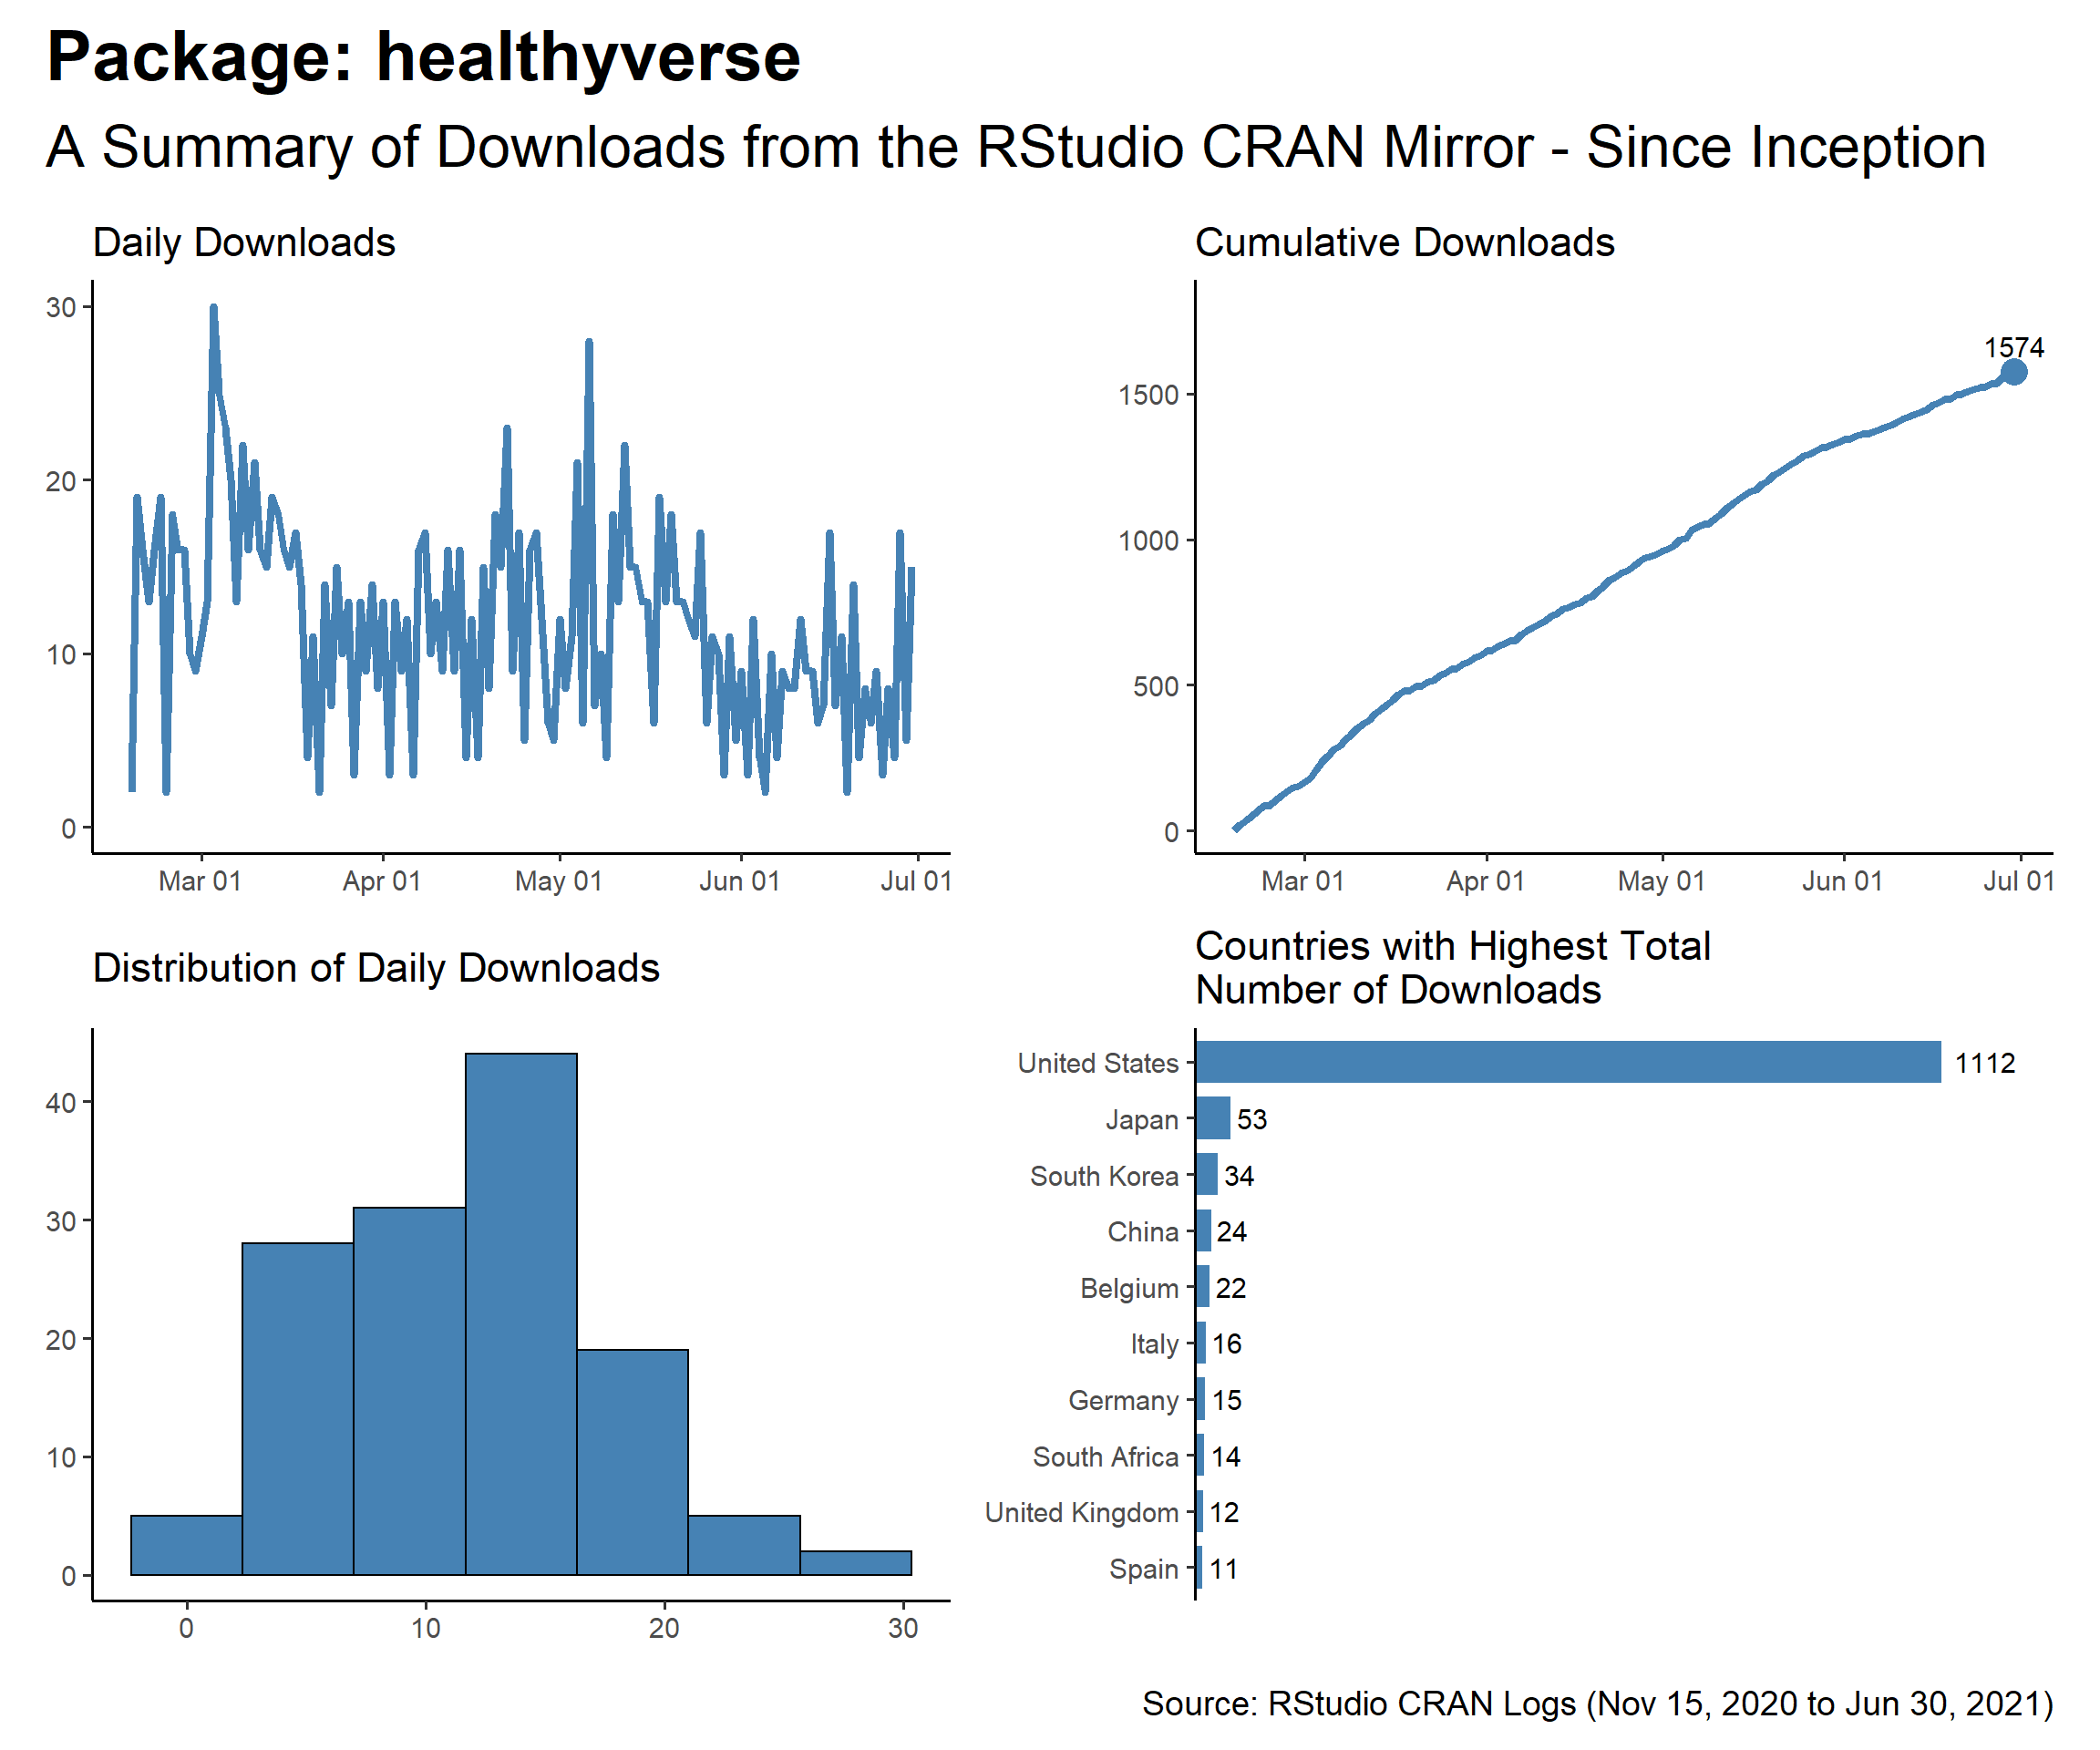 Package: healthyverse
A Summary of Downloads from the RStudio CRAN Mirror - Since Inception
Daily Downloads
30
20
10
0
Mar 01 Apr 01 May 01 Jun 01 Jul 01
Cumulative Downloads
1574
1500
1000
500
0
Mar 01 Apr 01 May 01 Jun 01 Jul 01
Distribution of Daily Downloads
40
30
20
10
0
0 10 20 30
Countries with Highest Total
Number of Downloads
United States 1112
Japan 53
South Korea 34
China 24
Belgium 22
Italy 16
Germany 15
South Africa 14
United Kingdom 12
Spain 11
Source: RStudio CRAN Logs (Nov 15, 2020 to Jun 30, 2021)